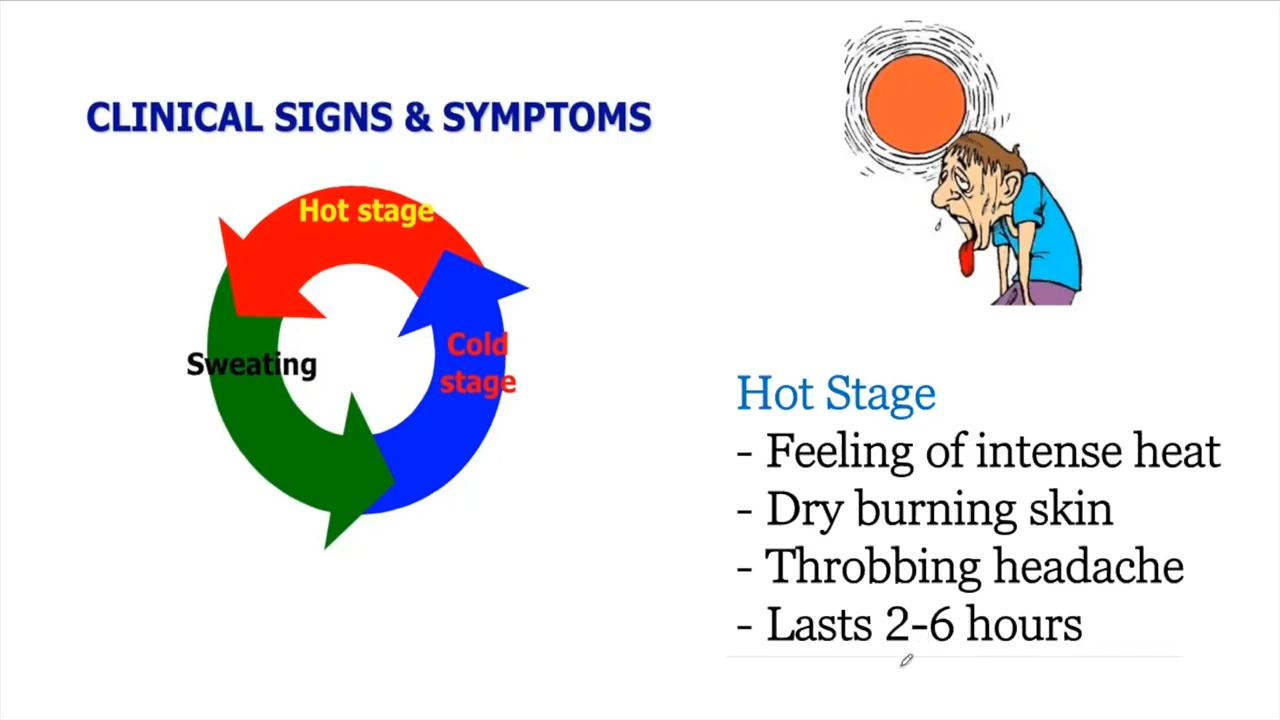 CLINICAL SIGNS & SYMPTOMS
Hot stage
Sweating
Cold
stage
Hot Stage
- Feeling of intense heat
- Dry burning skin
- Throbbing headache
- Lasts 2-6 hours